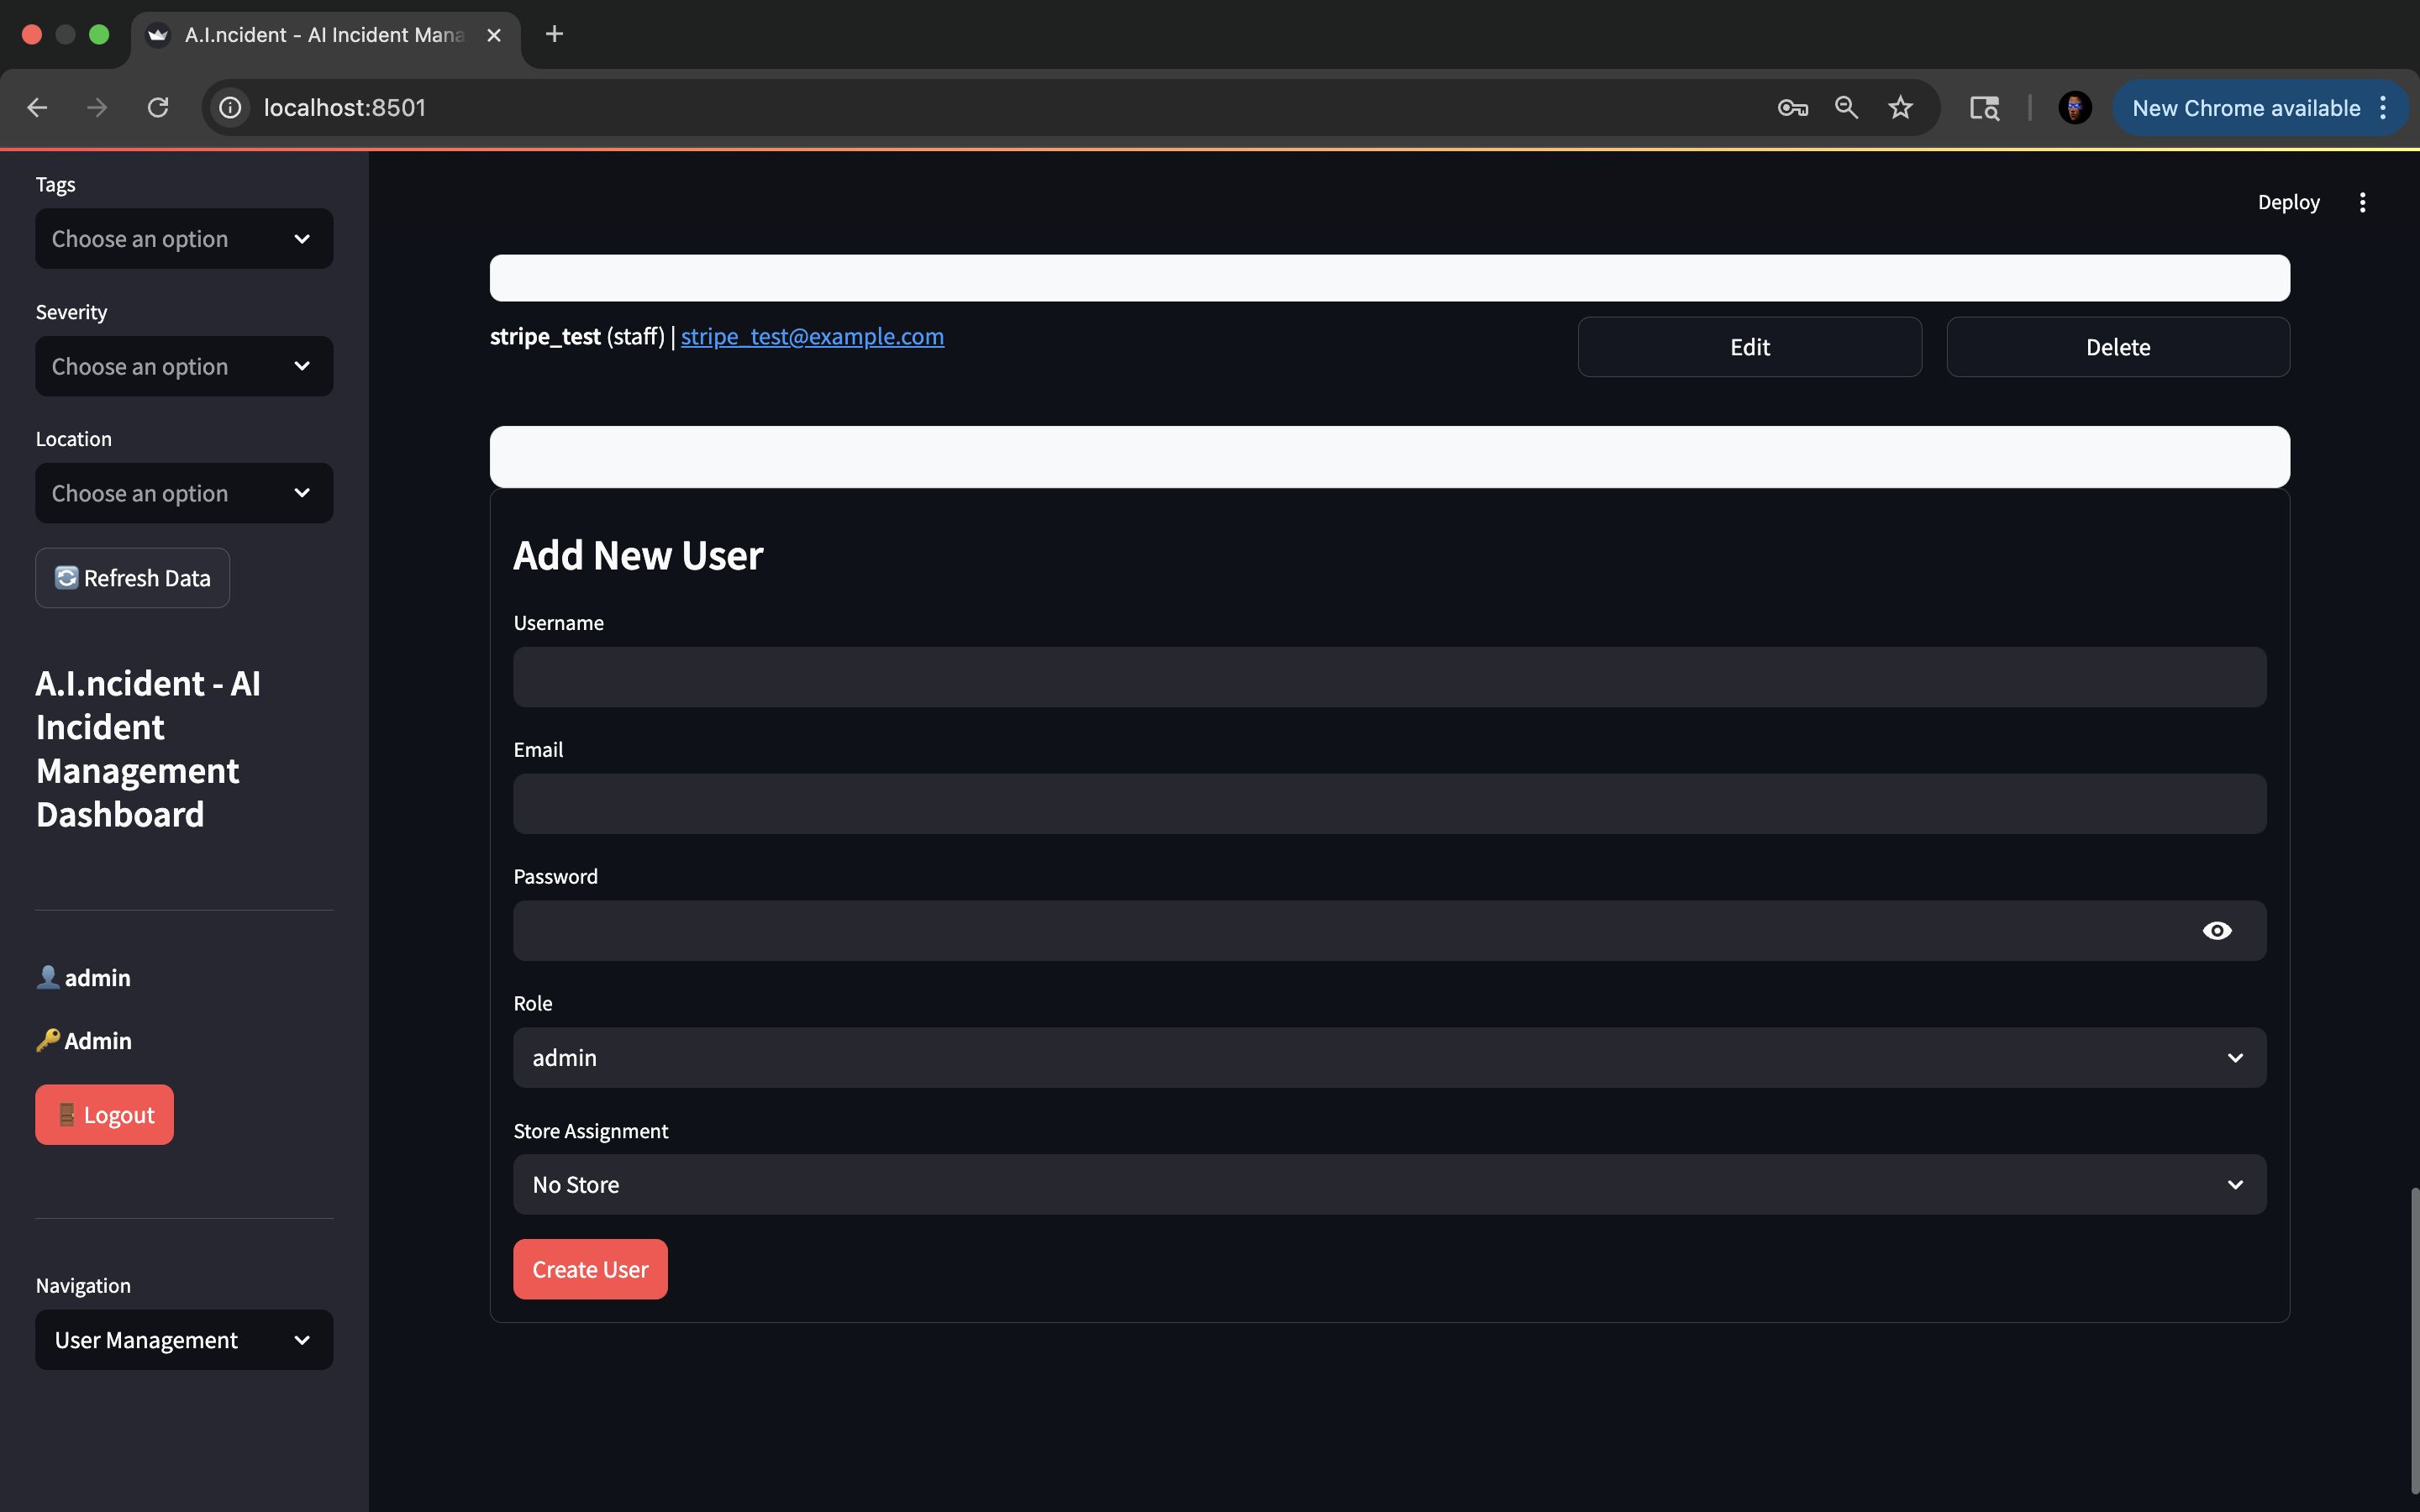 A.I.ncident - AI Incident Mana
localhost:8501
New Chrome available
Tags
Choose an option
Severity
Choose an option
Location
Choose an option
Refresh Data
A.I.ncident - AI
Incident
Management
Dashboard
admin
Admin
Logout
Navigation
User Management
Deploy
stripe_test (staff) | stripe_test@example.com
Edit
Delete
Add New User
Username
Email
Password
Role
admin
Store Assignment
No Store
Create User